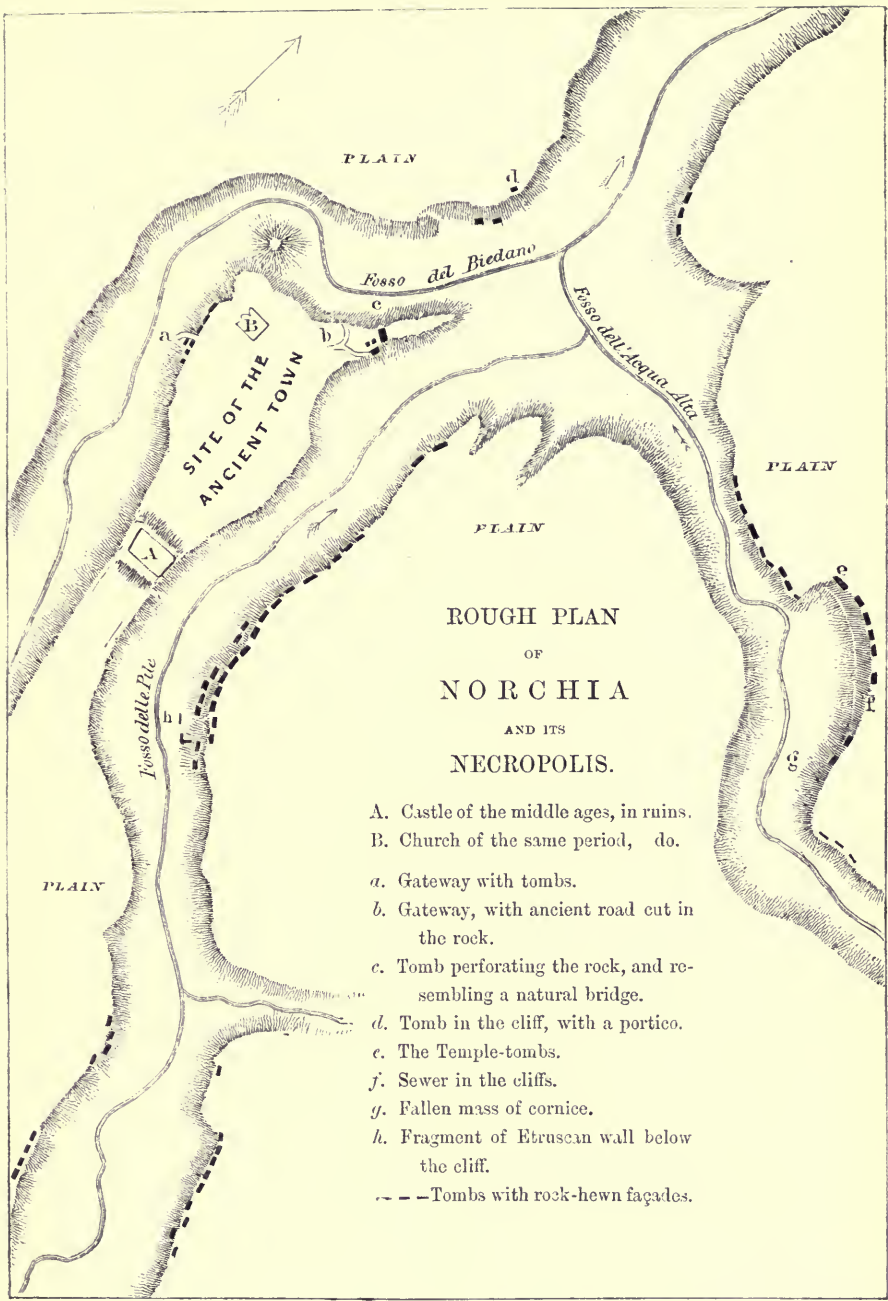 PLAIN
d
Fosso del Biedano
c
a
B
b
Fosso dell'Acqua Alta
SITE OF THE
ANCIENT TOWN
PLAIN
A
PLAIN
e
f
g
h
Fosso delle Pile
PLAIN
ROUGH PLAN
OF
NORCHIA
AND ITS
NECROPOLIS.
A. Castle of the middle ages, in ruins.
B. Church of the same period, do.
a. Gateway with tombs.
b. Gateway, with ancient road cut in
the rock.
c. Tomb perforating the rock, and re-
sembling a natural bridge.
d. Tomb in the cliff, with a portico.
e. The Temple-tombs.
f. Sewer in the cliffs.
g. Fallen mass of cornice.
h. Fragment of Etruscan wall below
the cliff.
– – – –Tombs with rock-hewn façades.